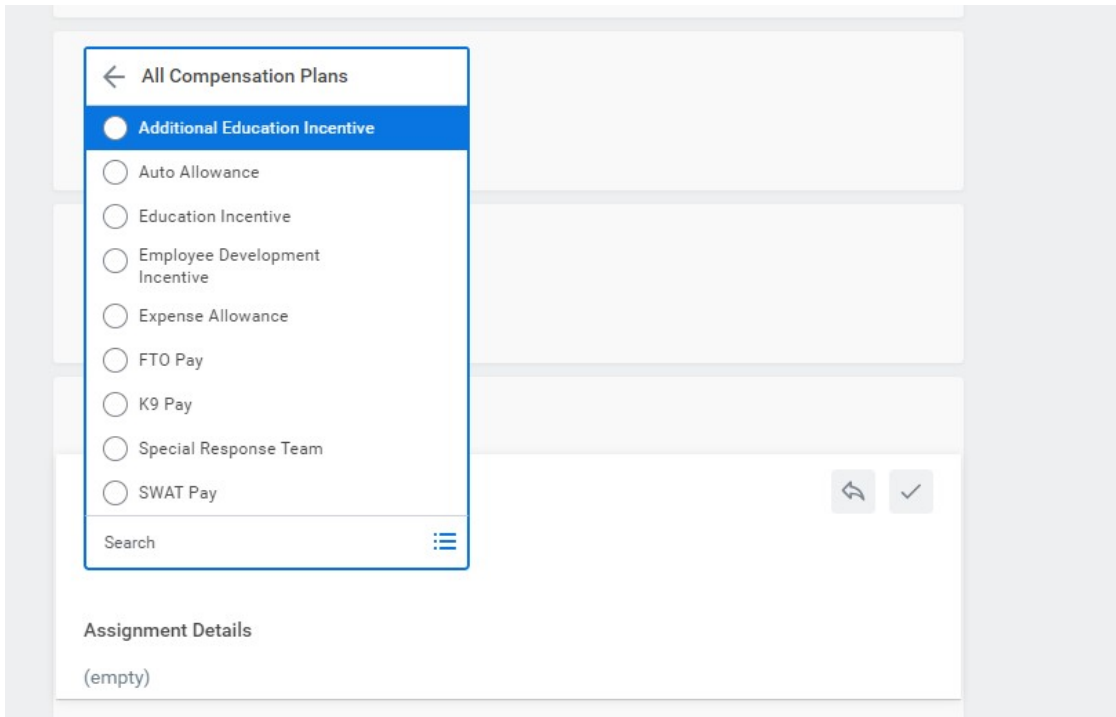 All Compensation Plans
Additional Education Incentive
Auto Allowance
Education Incentive
Employee Development
Incentive
Expense Allowance
FTO Pay
K9 Pay
Special Response Team
SWAT Pay
Search
Assignment Details
(empty)